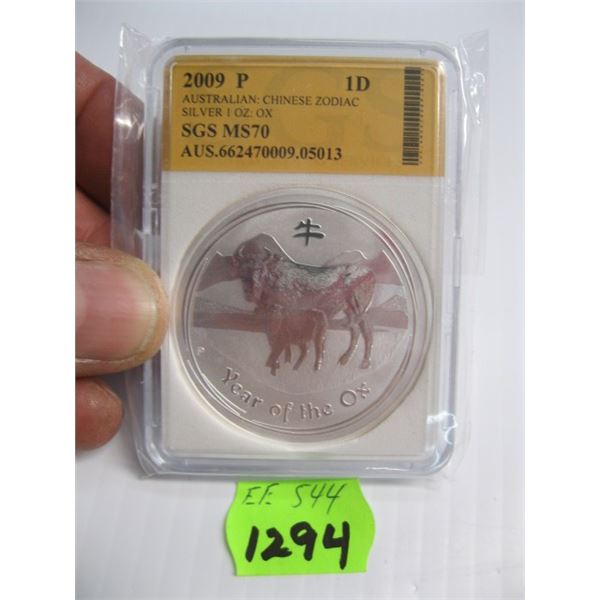 2009 P 1D
AUSTRALIAN: CHINESE ZODIAC
SILVER 1 OZ: OX
SGS MS70
AUS.662470009.05013
牛
P
Year of the Ox
EE 544
1294